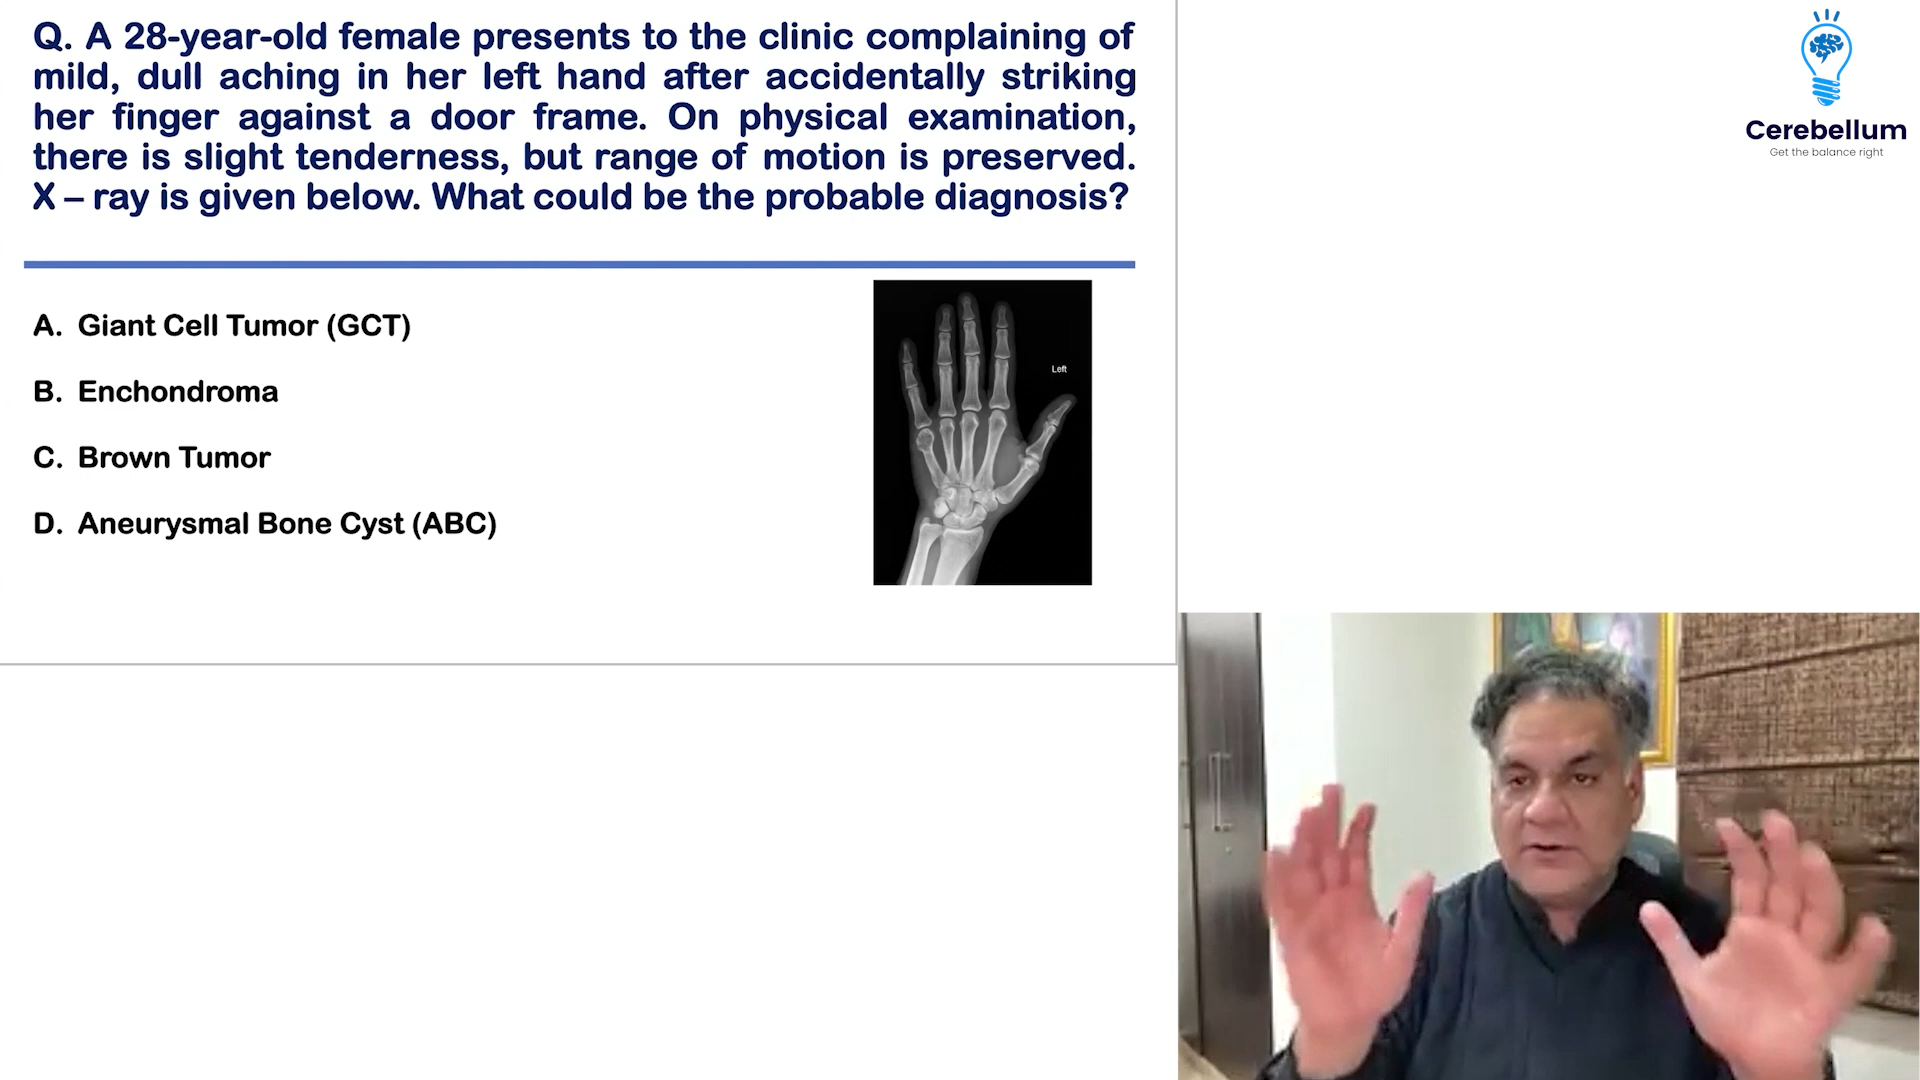 Q. A 28-year-old female presents to the clinic complaining of
mild, dull aching in her left hand after accidentally striking
her finger against a door frame. On physical examination,
there is slight tenderness, but range of motion is preserved.
X – ray is given below. What could be the probable diagnosis?
A. Giant Cell Tumor (GCT)
B. Enchondroma
C. Brown Tumor
D. Aneurysmal Bone Cyst (ABC)
Left
Cerebellum
Get the balance right